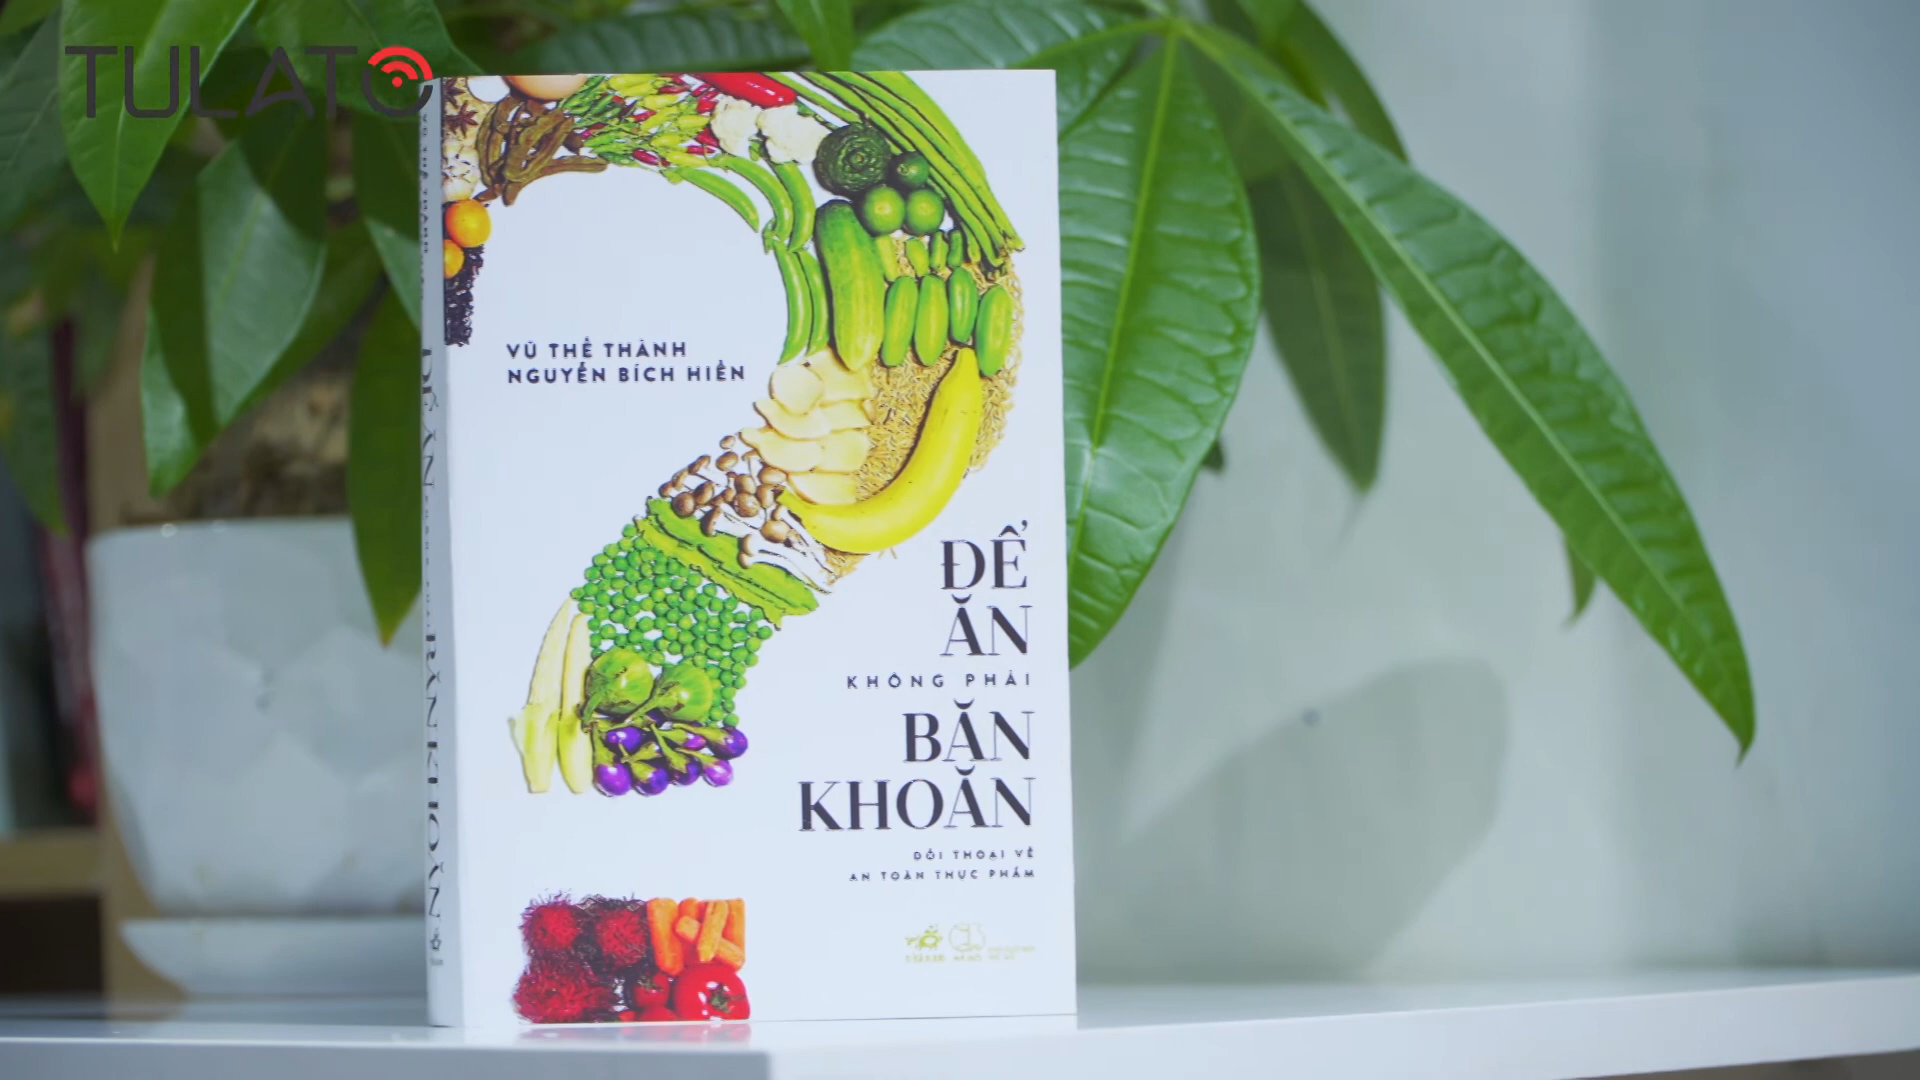 TULATO
VŨ THẾ THÀNH
NGUYỄN BÍCH HIỀN
ĐỂ
ĂN
KHÔNG PHẢI
BĂN
KHOĂN
ĐỐI THOẠI VỀ
AN TOÀN THỰC PHẨM